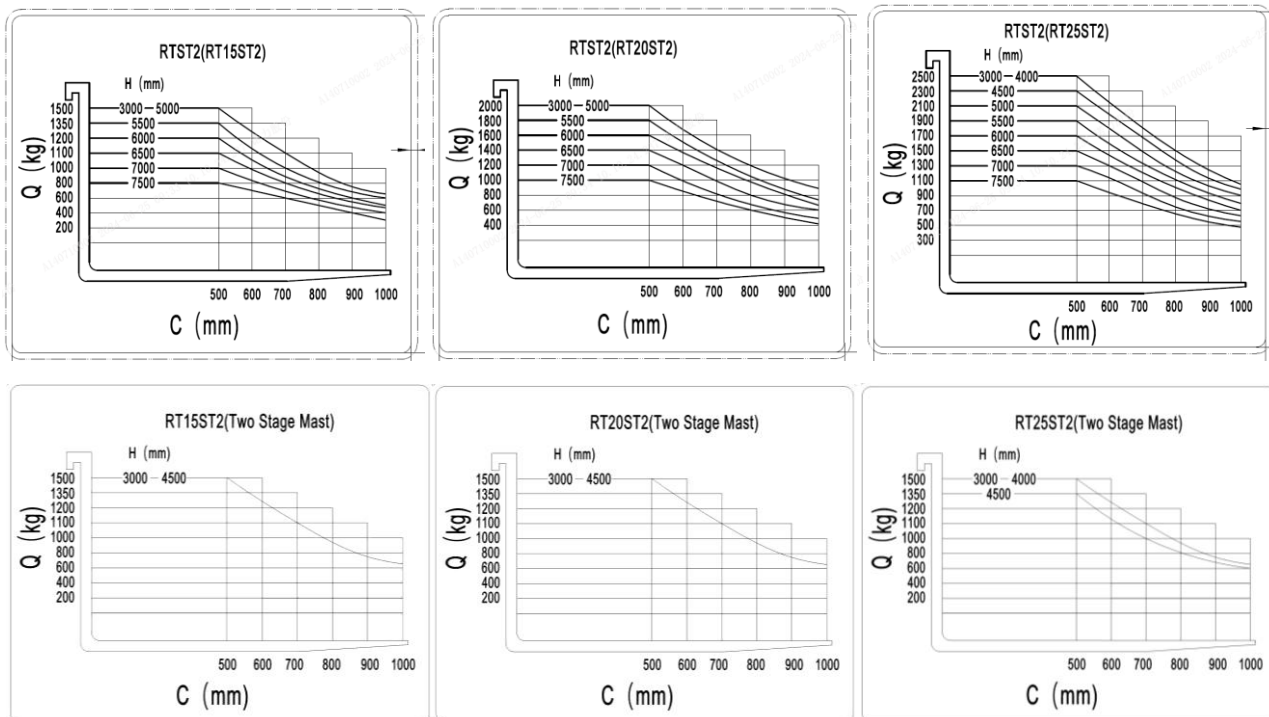 RTST2(RT15ST2)
H (mm)
1500 3000 — 5000
1350 5500
1200 6000
1100 6500
1000 7000
800 7500
600
400
200
Q (kg)
500 600 700 800 900 1000
C (mm)
RTST2(RT20ST2)
H (mm)
2000 3000 — 5000
1800 5500
1600 6000
1400 6500
1200 7000
1000 7500
800
600
400
Q (kg)
500 600 700 800 900 1000
C (mm)
RTST2(RT25ST2)
H (mm)
2500 3000 — 4000
2300 4500
2100 5000
1900 5500
1700 6000
1500 6500
1300 7000
1100 7500
900
700
500
300
Q (kg)
500 600 700 800 900 1000
C (mm)
RT15ST2(Two Stage Mast)
H (mm)
1500 3000 — 4500
1350
1200
1100
1000
800
600
400
200
Q (kg)
500 600 700 800 900 1000
C (mm)
RT20ST2(Two Stage Mast)
H (mm)
1500 3000 — 4500
1350
1200
1100
1000
800
600
400
200
Q (kg)
500 600 700 800 900 1000
C (mm)
RT25ST2(Two Stage Mast)
H (mm)
1500 3000 — 4000
1350 4500
1200
1100
1000
800
600
400
200
Q (kg)
500 600 700 800 900 1000
C (mm)